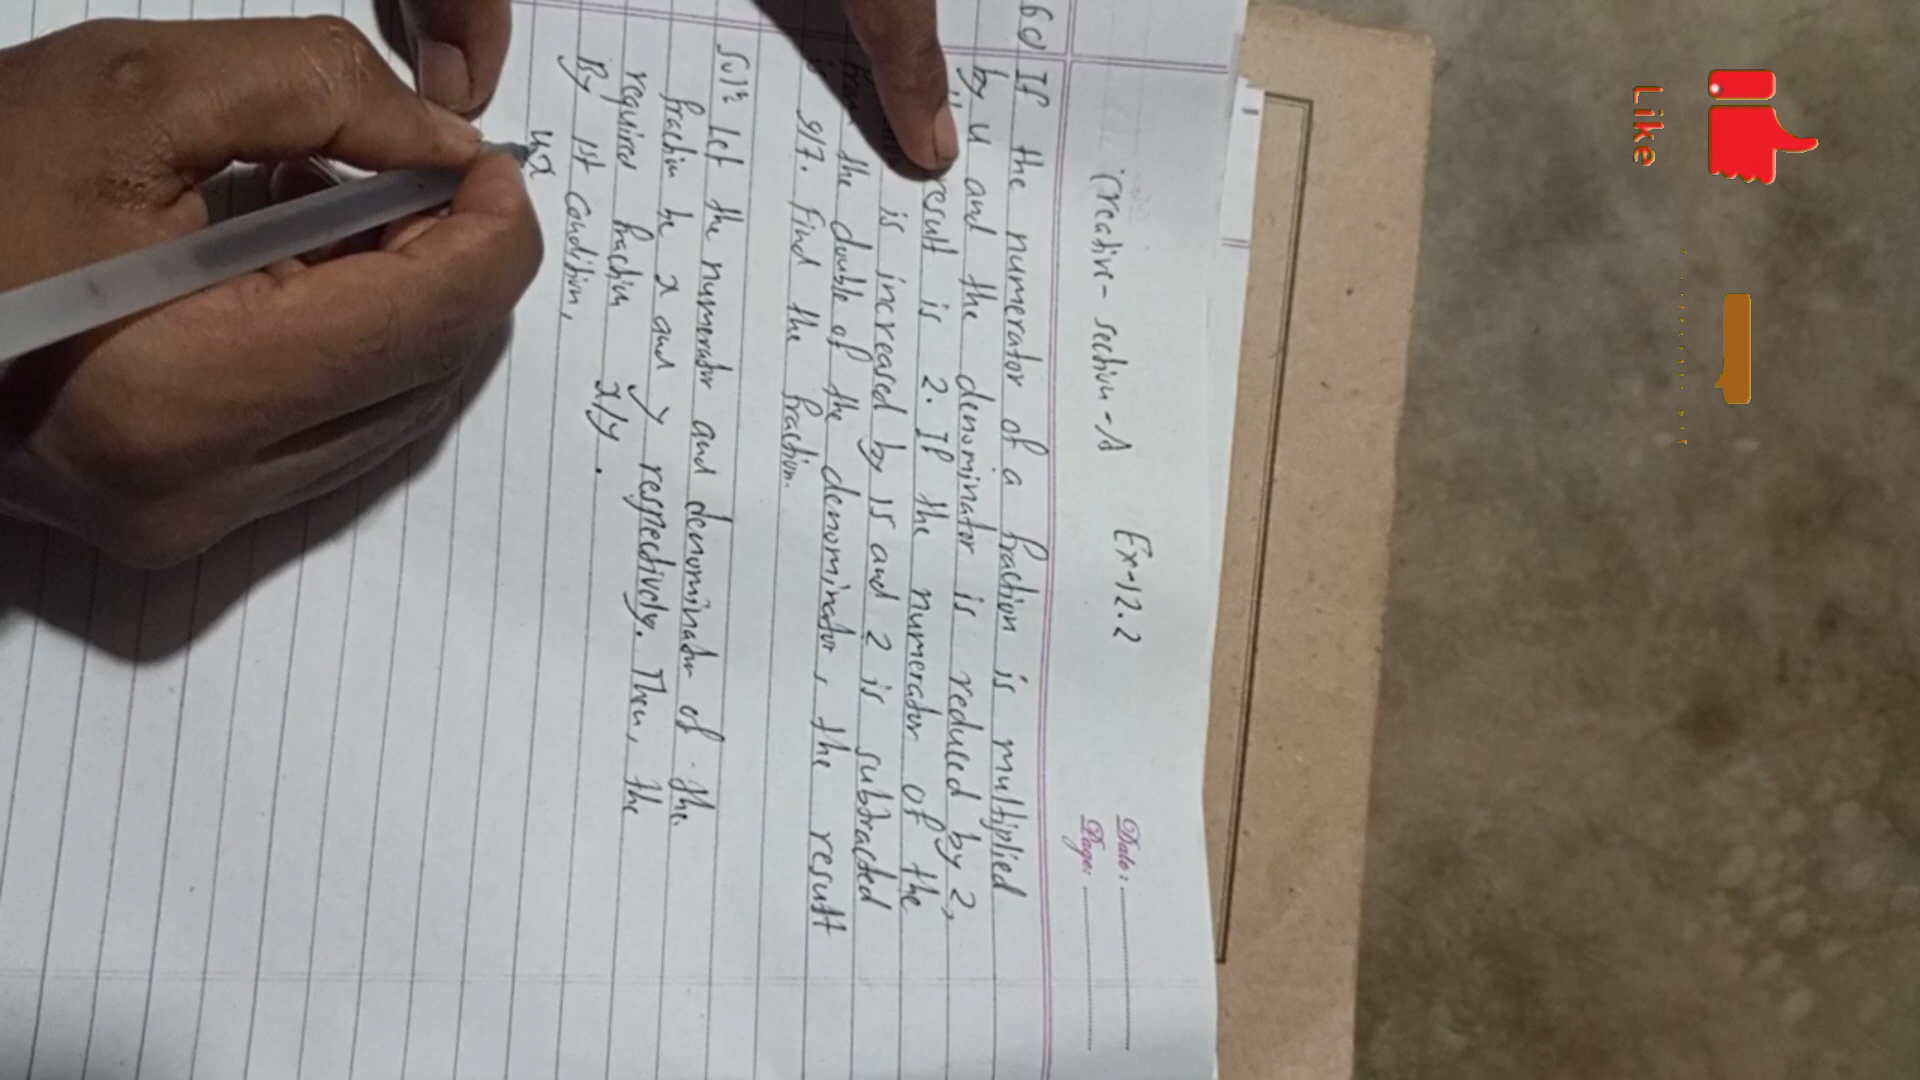 Creative - section - A Ex-12.2
Date:
Page:
6(c) If the numerator of a fraction is multiplied
by 4 and the denominator is reduced by 2,
result is 2. If the numerator of the
is increased by 15 and 2 is subtracted
from the double of the denominator, the result
is 9/7. Find the fraction.
Solⁿ: Let the numerator and denominator of the
fraction be x and y respectively. Then, the
required fraction x/y.
By 1st condition,
4x
Like